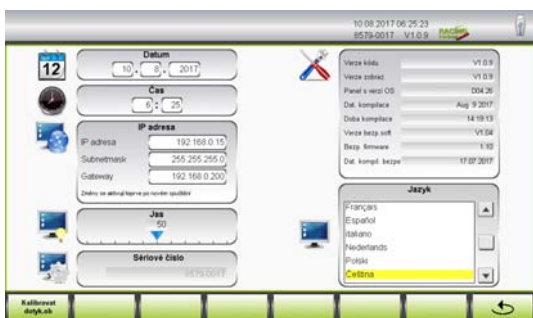 10.08.2017 06:25:23
8579-0017 V1.0.9
12
Datum
10. 8. 2017
Čas
6 : 25
IP adresa
IP adresa 192.168.0.15
Subnetmask 255.255.255.0
Gateway 192.168.0.200
Změny se aktivují teprve po novém spuštění
Jas
50
Sériové číslo
8579-0017
Verze kódu V1.0.9
Verze zobraz. V1.0.9
Panel s verzí OS D04.26
Dat. kompilace Aug 9 2017
Doba kompilace 14:19:13
Verze bezp. soft V1.04
Bezp. firmware 1.10
Dat. kompil. bezpe 17.07.2017
Jazyk
Français
Español
italiano
Nederlands
Polski
Čeština
Kalibrovat
dotyk.ob